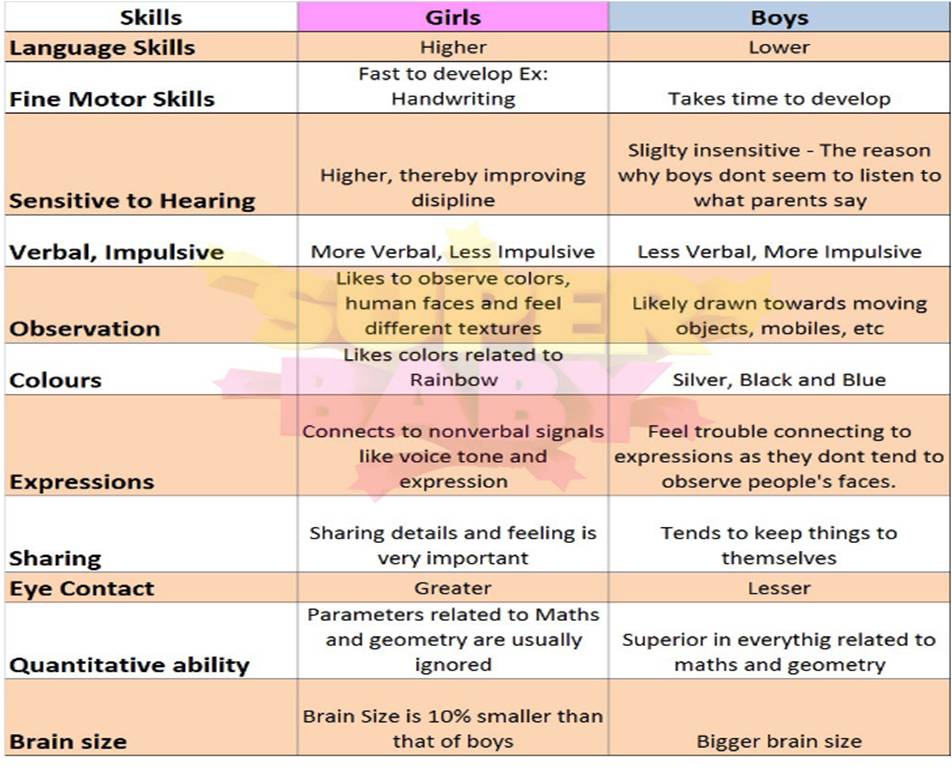 Skills Girls Boys
Language Skills Higher Lower
Fast to develop Ex:
Fine Motor Skills Handwriting Takes time to develop
Sliglty insensitive - The reason
Higher, thereby improving why boys dont seem to listen to
Sensitive to Hearing disipline what parents say
Verbal, Impulsive More Verbal, Less Impulsive Less Verbal, More Impulsive
Likes to observe colors,
human faces and feel Likely drawn towards moving
Observation different textures objects, mobiles, etc
Likes colors related to
Colours Rainbow Silver, Black and Blue
Connects to nonverbal signals Feel trouble connecting to
like voice tone and expressions as they dont tend to
Expressions expression observe people's faces.
Sharing details and feeling is Tends to keep things to
Sharing very important themselves
Eye Contact Greater Lesser
Parameters related to Maths
and geometry are usually Superior in everythig related to
Quantitative ability ignored maths and geometry
Brain Size is 10% smaller than
Brain size that of boys Bigger brain size
SUPER
BABY